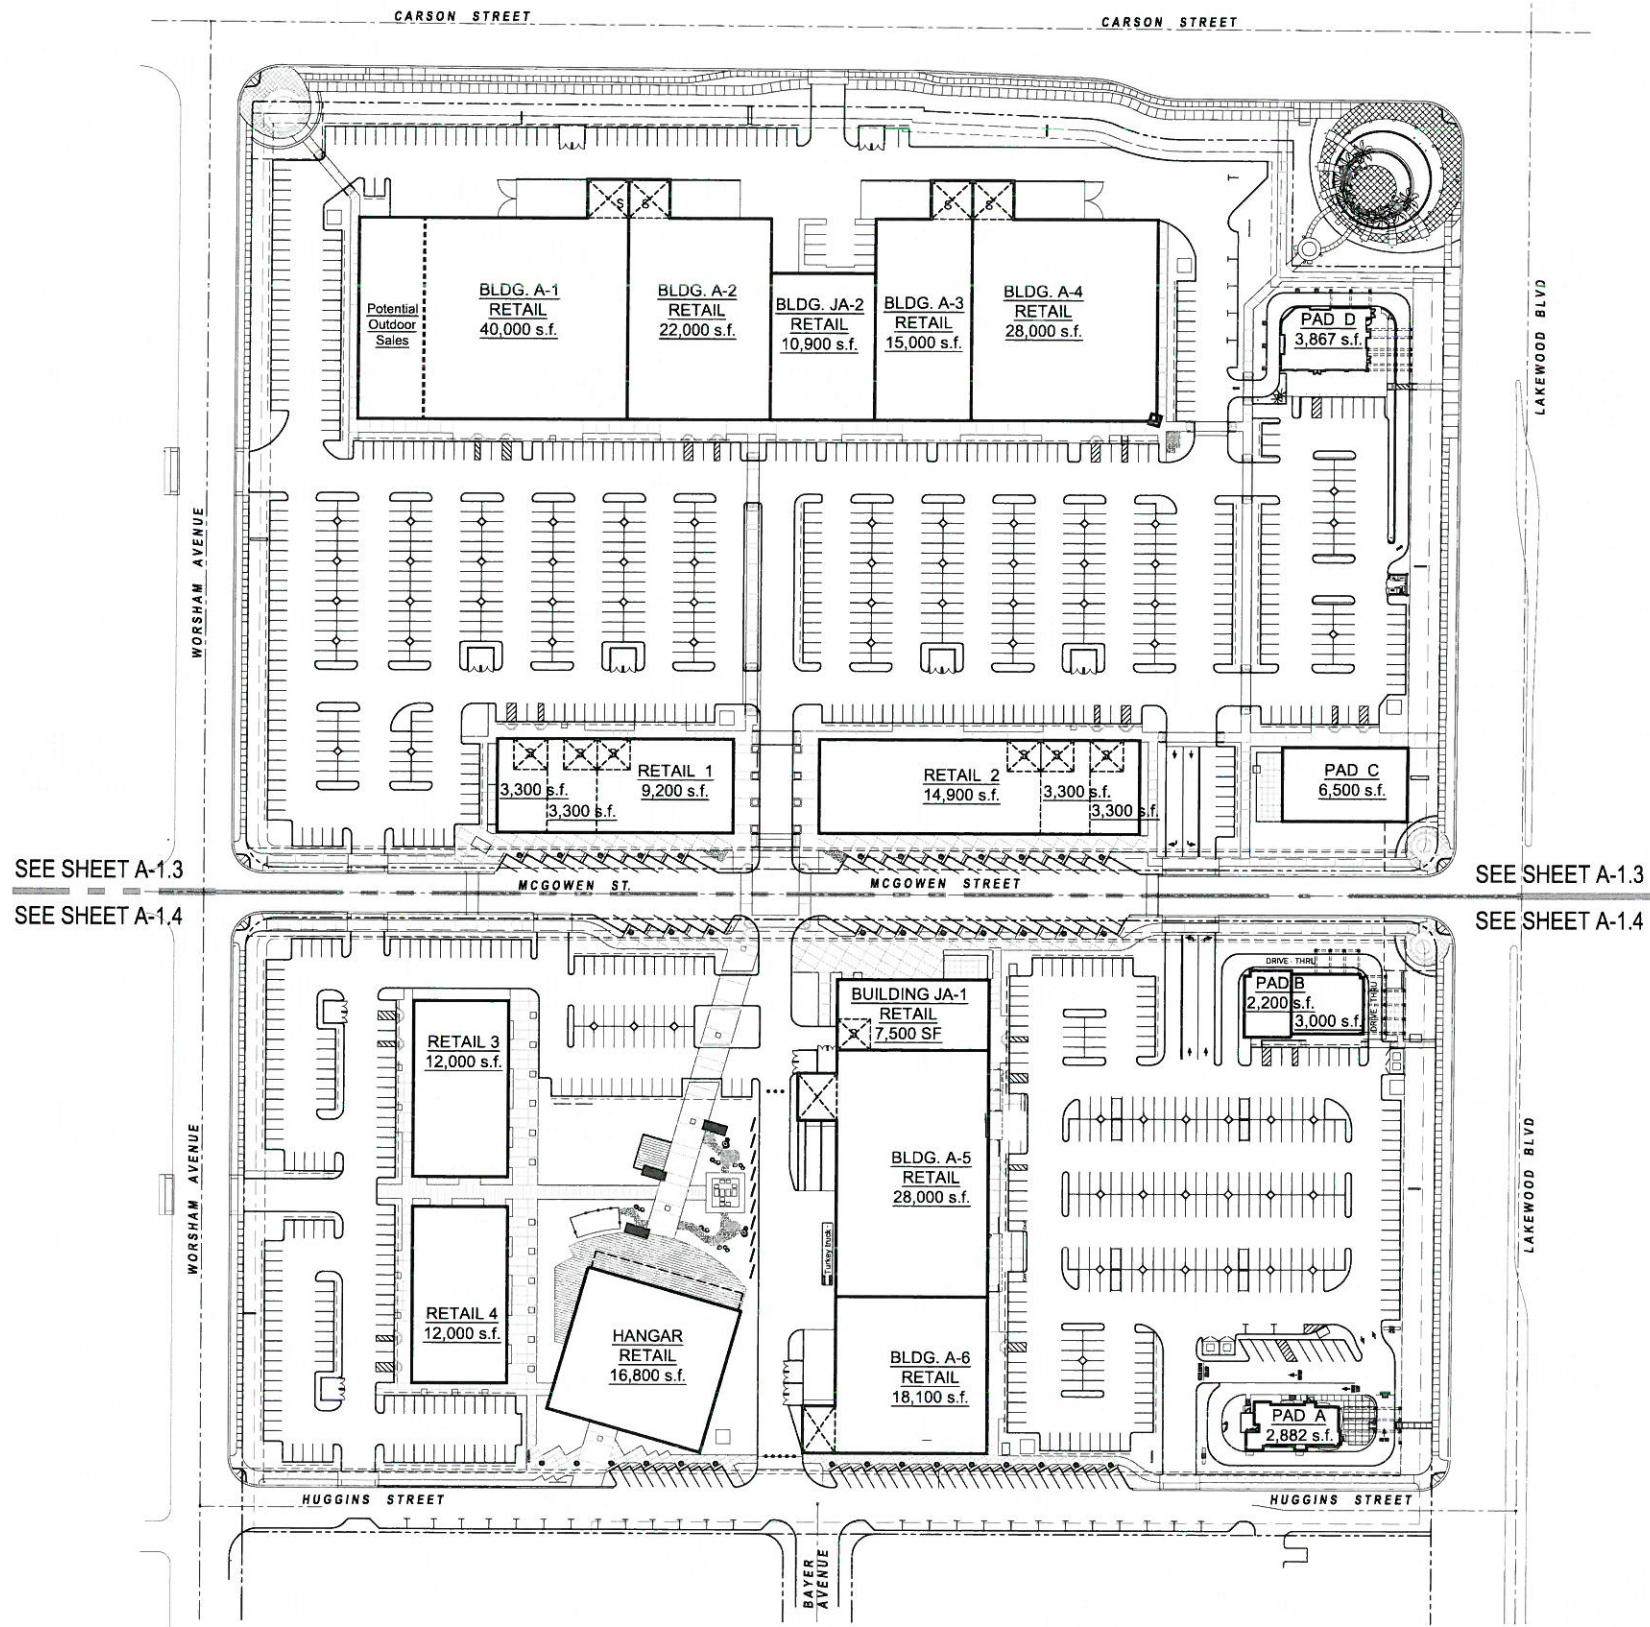 CARSON STREET
CARSON STREET
WORSHAM AVENUE
LAKEWOOD BLVD
Potential
Outdoor
Sales
BLDG. A-1
RETAIL
40,000 s.f.
BLDG. A-2
RETAIL
22,000 s.f.
BLDG. JA-2
RETAIL
10,900 s.f.
BLDG. A-3
RETAIL
15,000 s.f.
BLDG. A-4
RETAIL
28,000 s.f.
PAD D
3,867 s.f.
S
S
S
S
RETAIL 1
9,200 s.f.
3,300 s.f.
3,300 s.f.
RETAIL 2
14,900 s.f.
3,300 s.f.
3,300 s.f.
PAD C
6,500 s.f.
SEE SHEET A-1.3
SEE SHEET A-1.3
MCGOWEN ST.
MCGOWEN STREET
SEE SHEET A-1.4
SEE SHEET A-1.4
WORSHAM AVENUE
LAKEWOOD BLVD
RETAIL 3
12,000 s.f.
BUILDING JA-1
RETAIL
7,500 SF
DRIVE - THRU
DRIVE - THRU
PAD B
2,200 s.f.
3,000 s.f.
BLDG. A-5
RETAIL
28,000 s.f.
Turkey truck
RETAIL 4
12,000 s.f.
HANGAR
RETAIL
16,800 s.f.
BLDG. A-6
RETAIL
18,100 s.f.
PAD A
2,882 s.f.
HUGGINS STREET
HUGGINS STREET
BAYER
AVENUE